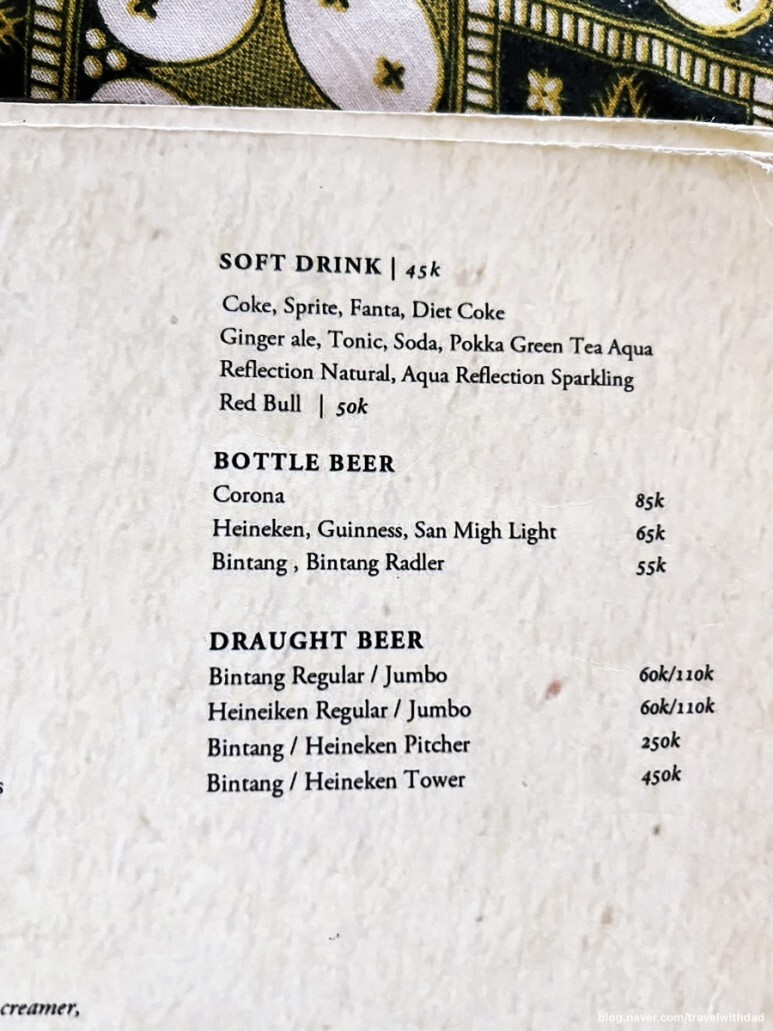 SOFT DRINK | 45k
Coke, Sprite, Fanta, Diet Coke
Ginger ale, Tonic, Soda, Pokka Green Tea Aqua
Reflection Natural, Aqua Reflection Sparkling
Red Bull | 50k
BOTTLE BEER
Corona 85k
Heineken, Guinness, San Migh Light 65k
Bintang , Bintang Radler 55k
DRAUGHT BEER
Bintang Regular / Jumbo 60k/110k
Heineiken Regular / Jumbo 60k/110k
Bintang / Heineken Pitcher 250k
Bintang / Heineken Tower 450k
s
creamer,
blog.naver.com/travelwithdad